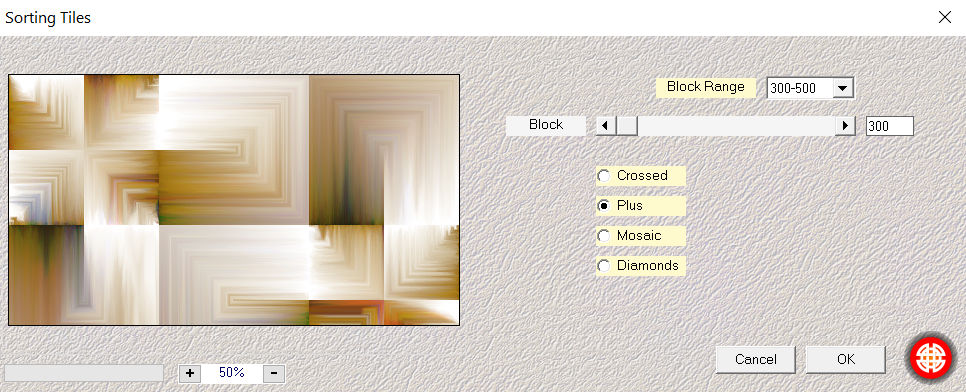 Sorting Tiles
Block Range 300-500
Block 300
Crossed
Plus
Mosaic
Diamonds
+ 50% -
Cancel OK